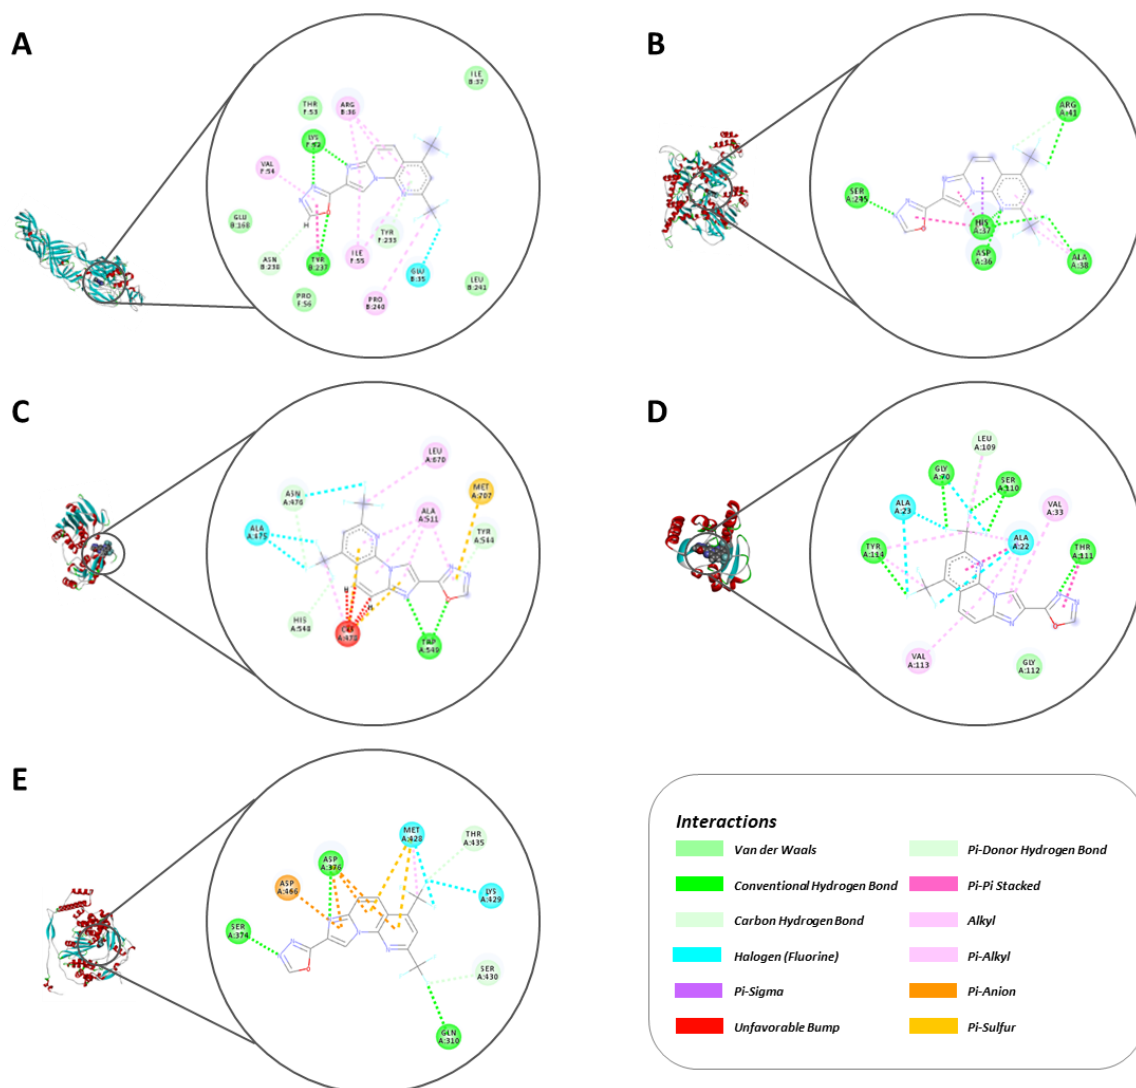 A
ILE
B:37
THR
F:53
ARG
B:36
LYS
F:52
VAL
F:54
GLU
ASN
B:238
H
TYR
B:237
ILE
F:55
TYR
F:233
GLU
B:35
PRO
F:56
PRO
B:240
LEU
B:241
B
ARG
A:41
SER
A:245
HIS
A:37
ASP
A:36
ALA
A:38
C
LEU
A:670
ASN
A:476
MET
A:707
ALA
A:475
ALA
A:511
TYR
A:544
HIS
A:548
H
H
A:478
TRP
A:549
D
LEU
A:109
GLY
A:70
SER
A:110
ALA
A:23
VAL
A:33
ALA
A:22
TYR
A:114
THR
A:111
VAL
A:113
GLY
A:112
E
MET
A:428
THR
A:435
ASP
A:376
ASP
A:466
LYS
A:429
SER
A:374
SER
A:430
GLN
A:310
Interactions
Van der Waals
Pi-Donor Hydrogen Bond
Conventional Hydrogen Bond
Pi-Pi Stacked
Carbon Hydrogen Bond
Alkyl
Halogen (Fluorine)
Pi-Alkyl
Pi-Sigma
Pi-Anion
Unfavorable Bump
Pi-Sulfur